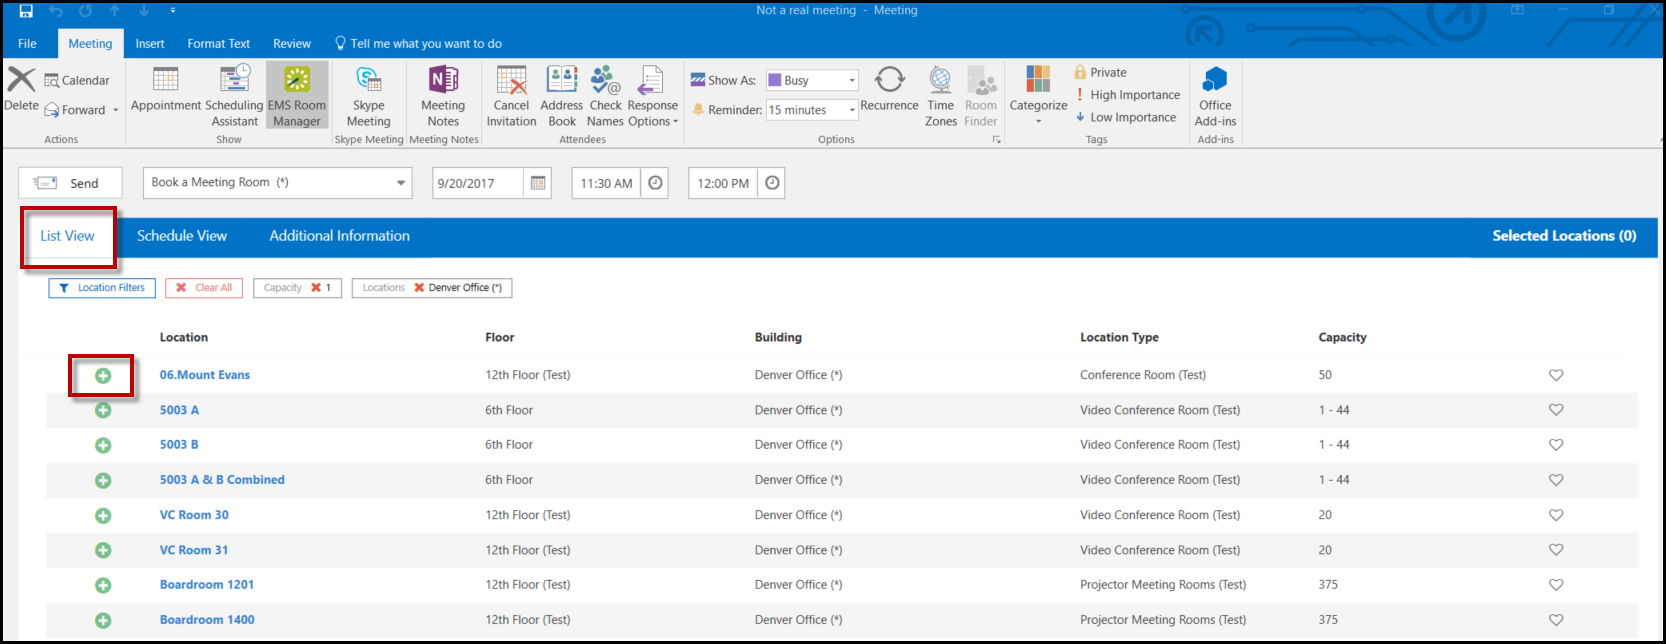 Not a real meeting - Meeting
File Meeting Insert Format Text Review Tell me what you want to do
Delete Calendar Forward
Actions
Appointment Scheduling Assistant EMS Room Manager
Show
Skype Meeting
Skype Meeting
Meeting Notes
Meeting Notes
Cancel Invitation Address Book Check Names Response Options
Attendees
Show As: Busy
Reminder: 15 minutes
Recurrence Time Zones Room Finder
Options
Categorize Private
! High Importance
Low Importance
Tags
Office Add-ins
Add-ins
Send Book a Meeting Room (*) 9/20/2017 11:30 AM 12:00 PM
List View Schedule View Additional Information Selected Locations (0)
Location Filters Clear All Capacity 1 Locations Denver Office (*)
Location Floor Building Location Type Capacity
06.Mount Evans 12th Floor (Test) Denver Office (*) Conference Room (Test) 50
5003 A 6th Floor Denver Office (*) Video Conference Room (Test) 1 - 44
5003 B 6th Floor Denver Office (*) Video Conference Room (Test) 1 - 44
5003 A & B Combined 6th Floor Denver Office (*) Video Conference Room (Test) 1 - 44
VC Room 30 12th Floor (Test) Denver Office (*) Video Conference Room (Test) 20
VC Room 31 12th Floor (Test) Denver Office (*) Video Conference Room (Test) 20
Boardroom 1201 12th Floor (Test) Denver Office (*) Projector Meeting Rooms (Test) 375
Boardroom 1400 12th Floor (Test) Denver Office (*) Projector Meeting Rooms (Test) 375